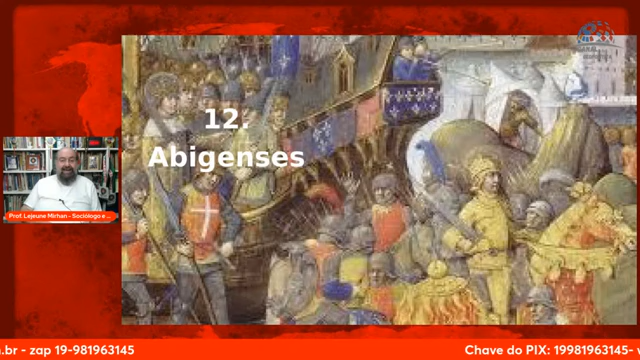 12.
Abigenses
Prof. Lejeune Mirhan - Sociólogo e ...
.br - zap 19-981963145
Chave do PIX: 19981963145-